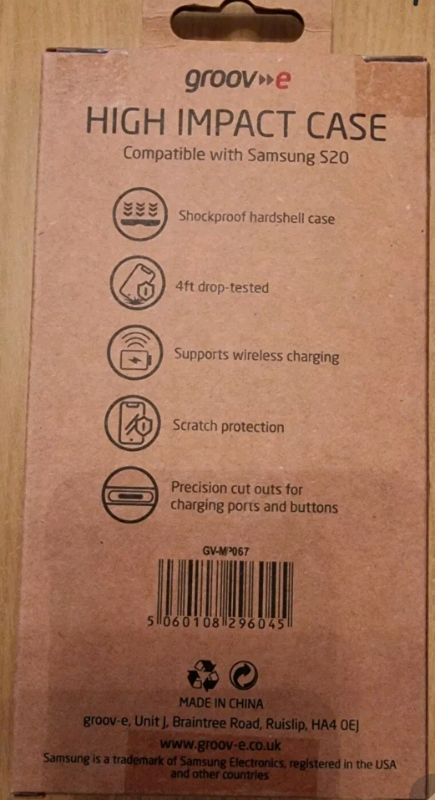 groov»e
HIGH IMPACT CASE
Compatible with Samsung S20
Shockproof hardshell case
4ft drop-tested
Supports wireless charging
Scratch protection
Precision cut outs for
charging ports and buttons
5 060108 296045
MADE IN CHINA
groov-e, Unit J, Braintree Road, Ruislip, HA4 0EJ
www.groov-e.co.uk
Samsung is a trademark of Samsung Electronics, registered in the USA
and other countries